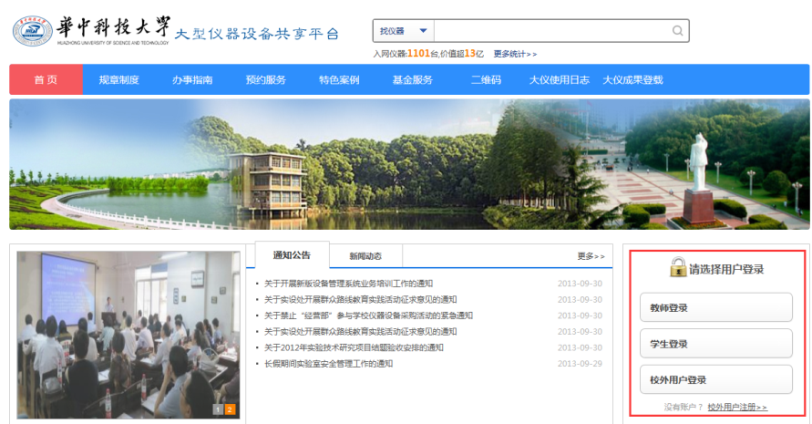 華中科技大学
HUAZHONG UNIVERSITY OF SCIENCE AND TECHNOLOGY
大型仪器设备共享平台
找仪器
入网仪器:1101台,价值超13亿 更多统计>>
首 页 规章制度 办事指南 预约服务 特色案例 基金服务 二维码 大仪使用日志 大仪成果登载
通知公告 新闻动态 更多>>
关于开展新版设备管理系统业务培训工作的通知 2013-09-30
关于实设处开展群众路线教育实践活动征求意见的通知 2013-09-30
关于禁止“经营部”参与学校仪器设备采购活动的紧急通知 2013-09-30
关于实设处开展群众路线教育实践活动征求意见的通知 2013-09-30
关于2012年实验技术研究项目结题验收安排的通知 2013-09-30
长假期间实验室安全管理工作的通知 2013-09-29
1 2
请选择用户登录
教师登录
学生登录
校外用户登录
没有账户？ 校外用户注册>>